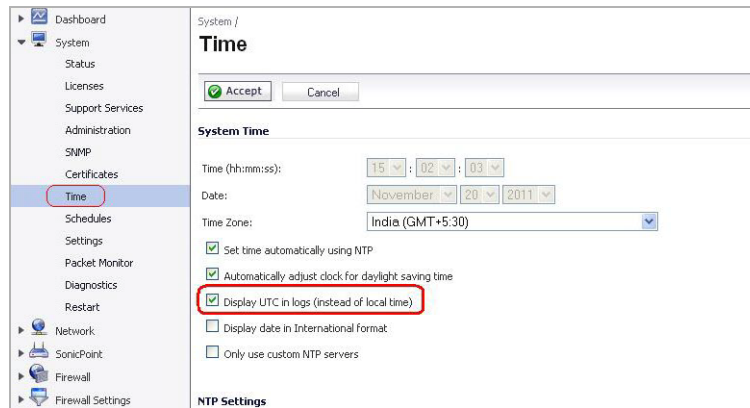 Dashboard
System
Status
Licenses
Support Services
Administration
SNMP
Certificates
Time
Schedules
Settings
Packet Monitor
Diagnostics
Restart
Network
SonicPoint
Firewall
Firewall Settings
System /
Time
Accept Cancel
System Time
Time (hh:mm:ss): 15 : 02 : 03
Date: November 20 2011
Time Zone: India (GMT+5:30)
Set time automatically using NTP
Automatically adjust clock for daylight saving time
Display UTC in logs (instead of local time)
Display date in International format
Only use custom NTP servers
NTP Settings